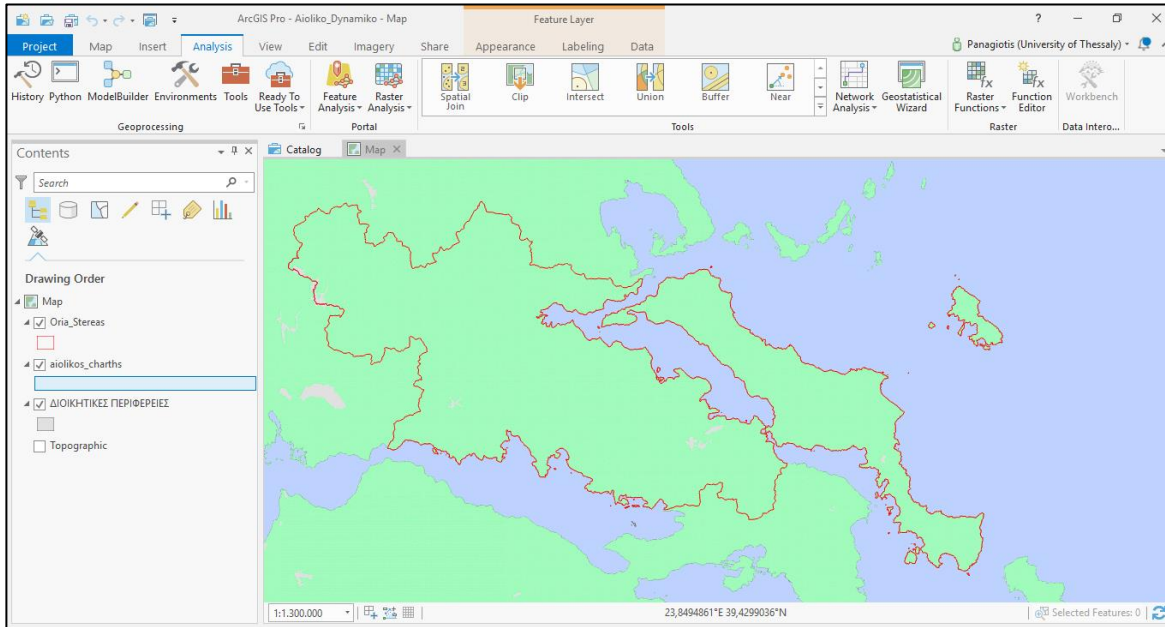 ArcGIS Pro - Aioliko_Dynamiko - Map
Feature Layer
?
Project Map Insert Analysis View Edit Imagery Share Appearance Labeling Data
Panagiotis (University of Thessaly)
History Python ModelBuilder Environments Tools Ready To Use Tools
Feature Analysis Raster Analysis
Spatial Join Clip Intersect Union Buffer Near
Network Analysis Geostatistical Wizard
Raster Functions Function Editor
Workbench
Geoprocessing Portal Tools Raster Data Intero...
Contents
Catalog Map
Search
Drawing Order
Map
Oria_Stereas
aiolikos_charths
ΔΙΟΙΚΗΤΙΚΕΣ ΠΕΡΙΦΕΡΕΙΕΣ
Topographic
1:1.300.000
23,8494861°E 39,4299036°N
Selected Features: 0